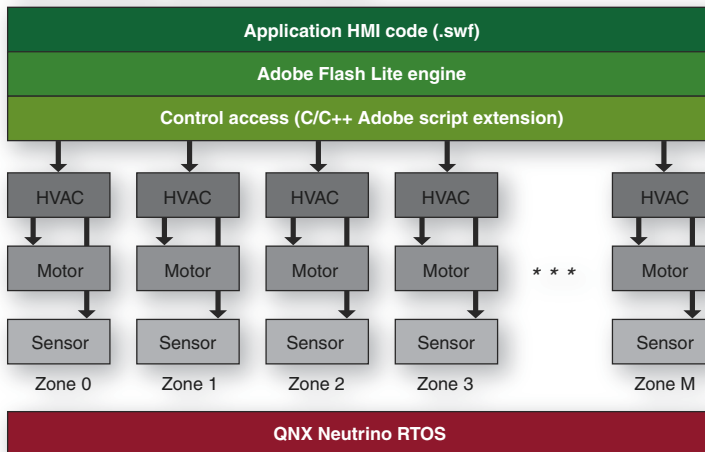 Application HMI code (.swf)
Adobe Flash Lite engine
Control access (C/C++ Adobe script extension)
HVAC HVAC HVAC HVAC HVAC
Motor Motor Motor Motor * * * Motor
Sensor Sensor Sensor Sensor Sensor
Zone 0 Zone 1 Zone 2 Zone 3 Zone M
QNX Neutrino RTOS